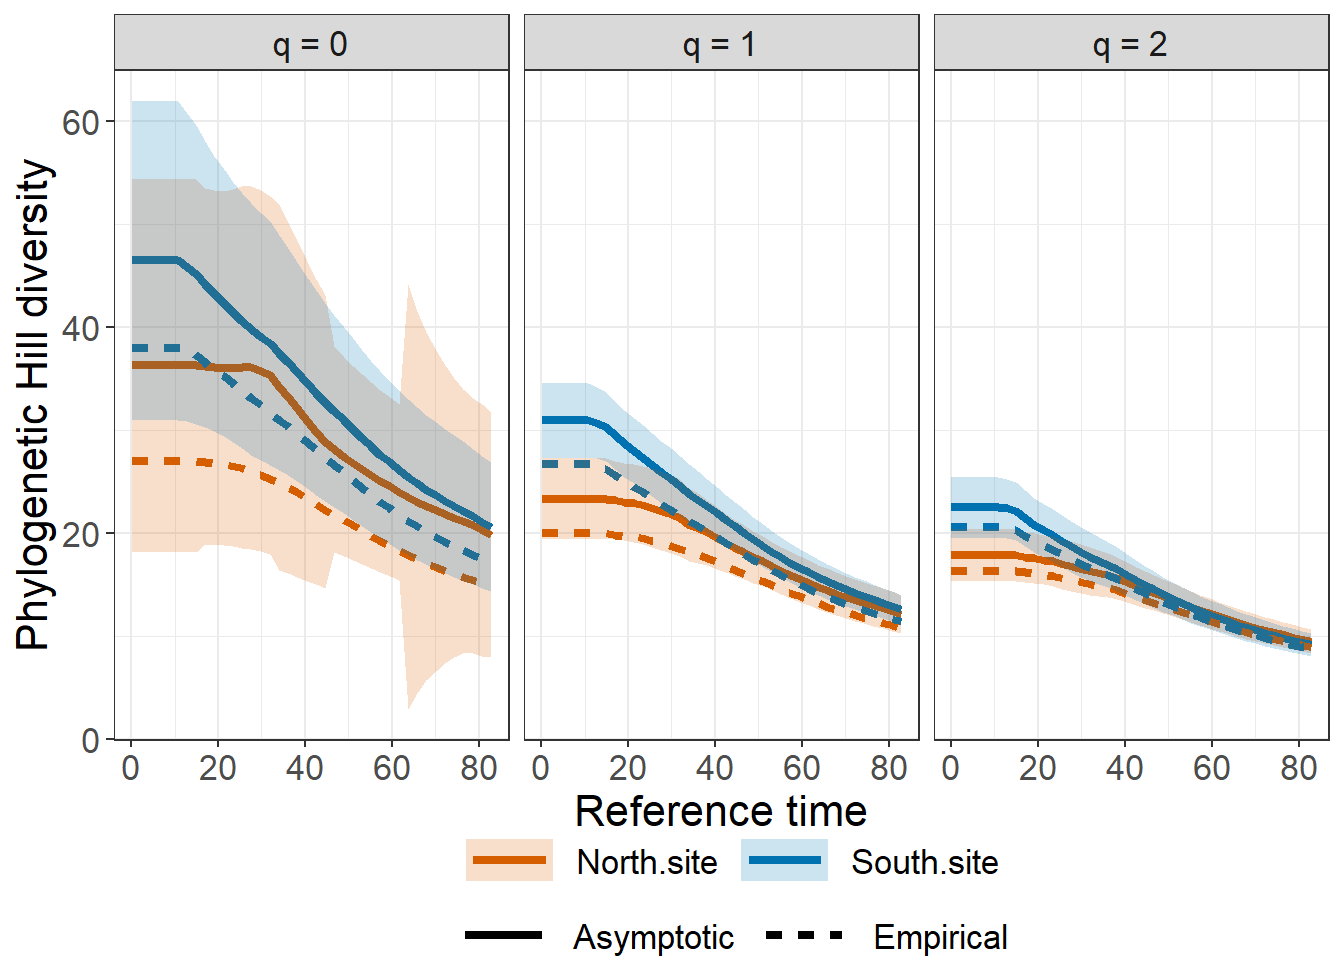 q = 0 q = 1 q = 2
Phylogenetic Hill diversity
60
40
20
0
0 20 40 60 80 0 20 40 60 80 0 20 40 60 80
Reference time
North.site South.site
Asymptotic Empirical